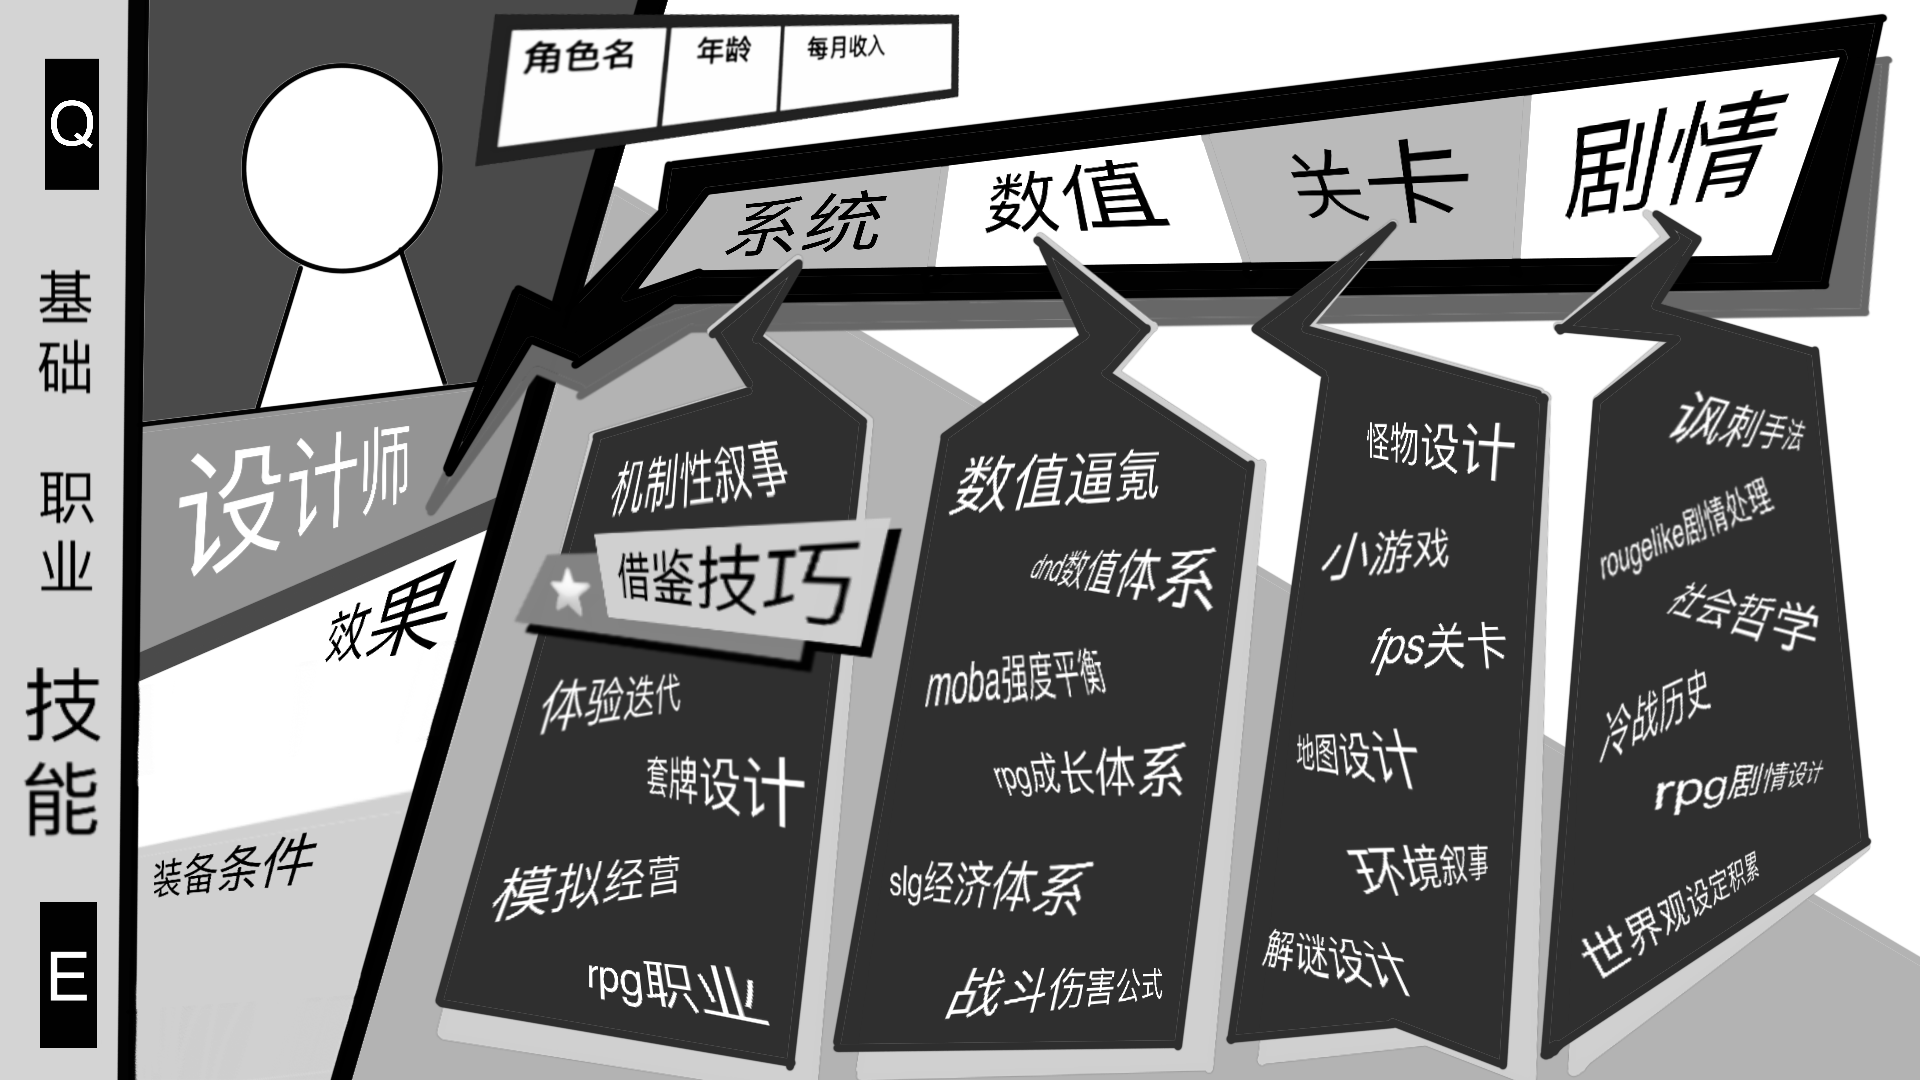 Q
基础
职业
技能
E
角色名
年龄
每月收入
设计师
效果
装备条件
系统
数值
关卡
剧情
机制性叙事
借鉴技巧
体验迭代
套牌设计
模拟经营
rpg职业
数值逼氪
dnd数值体系
moba强度平衡
rpg成长体系
slg经济体系
战斗伤害公式
怪物设计
小游戏
fps关卡
地图设计
环境叙事
解谜设计
讽刺手法
rougelike剧情处理
社会哲学
冷战历史
rpg剧情设计
世界观设定积累